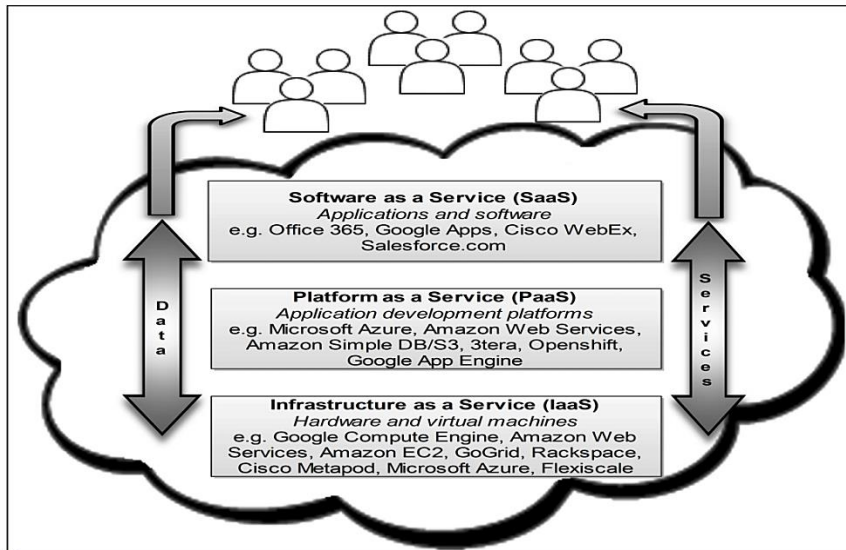 Software as a Service (SaaS)
Applications and software
e.g. Office 365, Google Apps, Cisco WebEx,
Salesforce.com
Data
Services
Platform as a Service (PaaS)
Application development platforms
e.g. Microsoft Azure, Amazon Web Services,
Amazon Simple DB/S3, 3tera, Openshift,
Google App Engine
Infrastructure as a Service (IaaS)
Hardware and virtual machines
e.g. Google Compute Engine, Amazon Web
Services, Amazon EC2, GoGrid, Rackspace,
Cisco Metapod, Microsoft Azure, Flexiscale